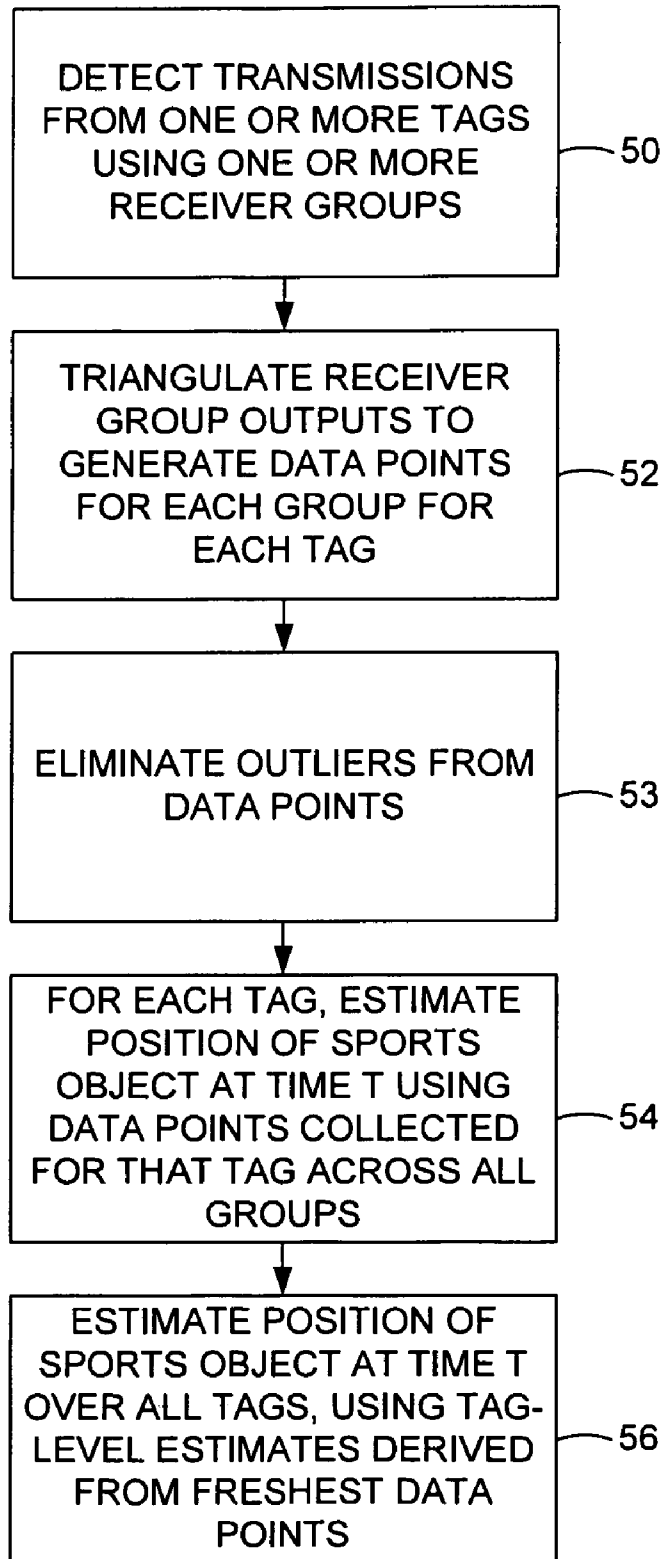 DETECT TRANSMISSIONS
FROM ONE OR MORE TAGS
USING ONE OR MORE
RECEIVER GROUPS
50
TRIANGULATE RECEIVER
GROUP OUTPUTS TO
GENERATE DATA POINTS
FOR EACH GROUP FOR
EACH TAG
52
ELIMINATE OUTLIERS FROM
DATA POINTS
53
FOR EACH TAG, ESTIMATE
POSITION OF SPORTS
OBJECT AT TIME T USING
DATA POINTS COLLECTED
FOR THAT TAG ACROSS ALL
GROUPS
54
ESTIMATE POSITION OF
SPORTS OBJECT AT TIME T
OVER ALL TAGS, USING TAG-
LEVEL ESTIMATES DERIVED
FROM FRESHEST DATA
POINTS
56